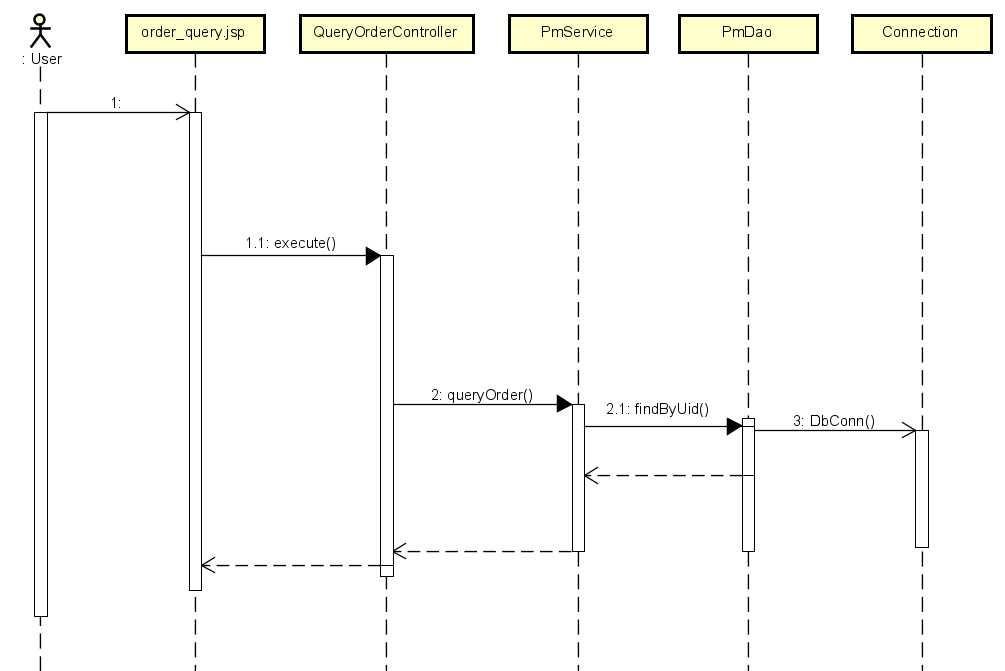 : User
order_query.jsp
QueryOrderController
PmService
PmDao
Connection
1:
1.1: execute()
2: queryOrder()
2.1: findByUid()
3: DbConn()